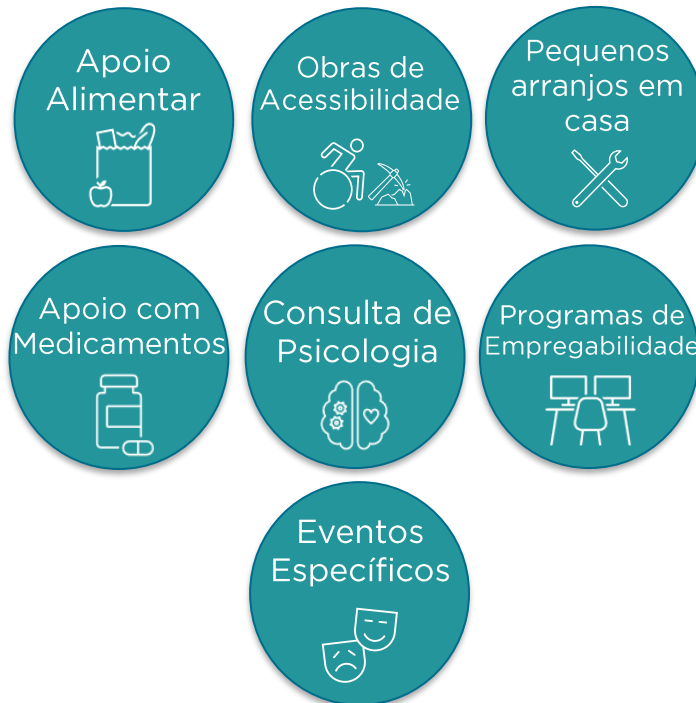 Apoio
Alimentar
Obras de
Acessibilidade
Pequenos
arranjos em
casa
Apoio com
Medicamentos
Consulta de
Psicologia
Programas de
Empregabilidade
Eventos
Específicos